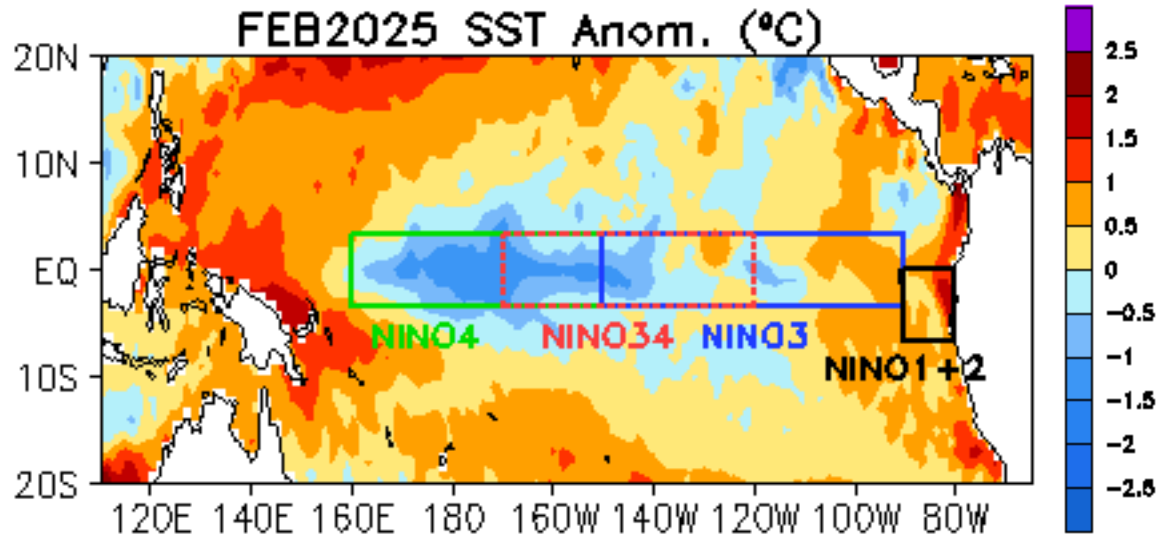 FEB2025 SST Anom. (ºC)
20N
10N
EQ
10S
20S
NINO4
NINO34
NINO3
NINO1+2
120E 140E 160E 180 160W 140W 120W 100W 80W
2.5
2
1.5
1
0.5
0
−0.5
−1
−1.5
−2
−2.5